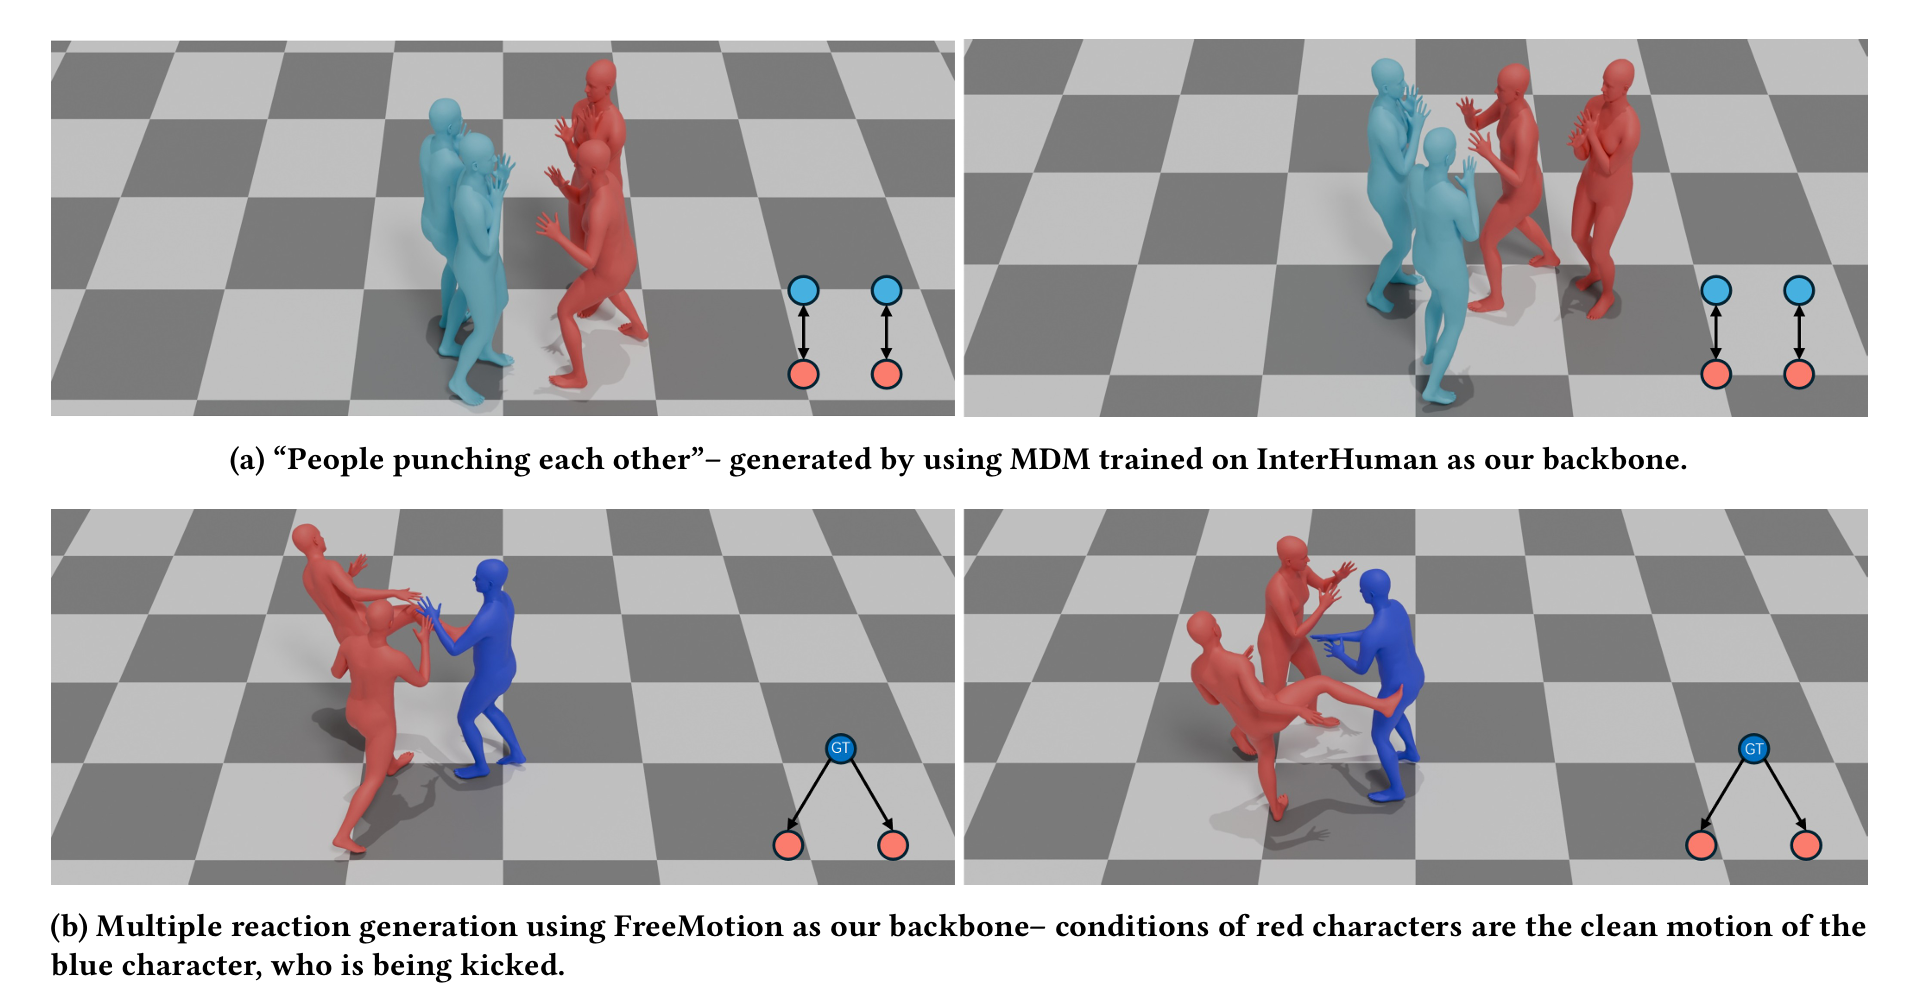 (a) “People punching each other”– generated by using MDM trained on InterHuman as our backbone.
GT
GT
(b) Multiple reaction generation using FreeMotion as our backbone– conditions of red characters are the clean motion of the
blue character, who is being kicked.